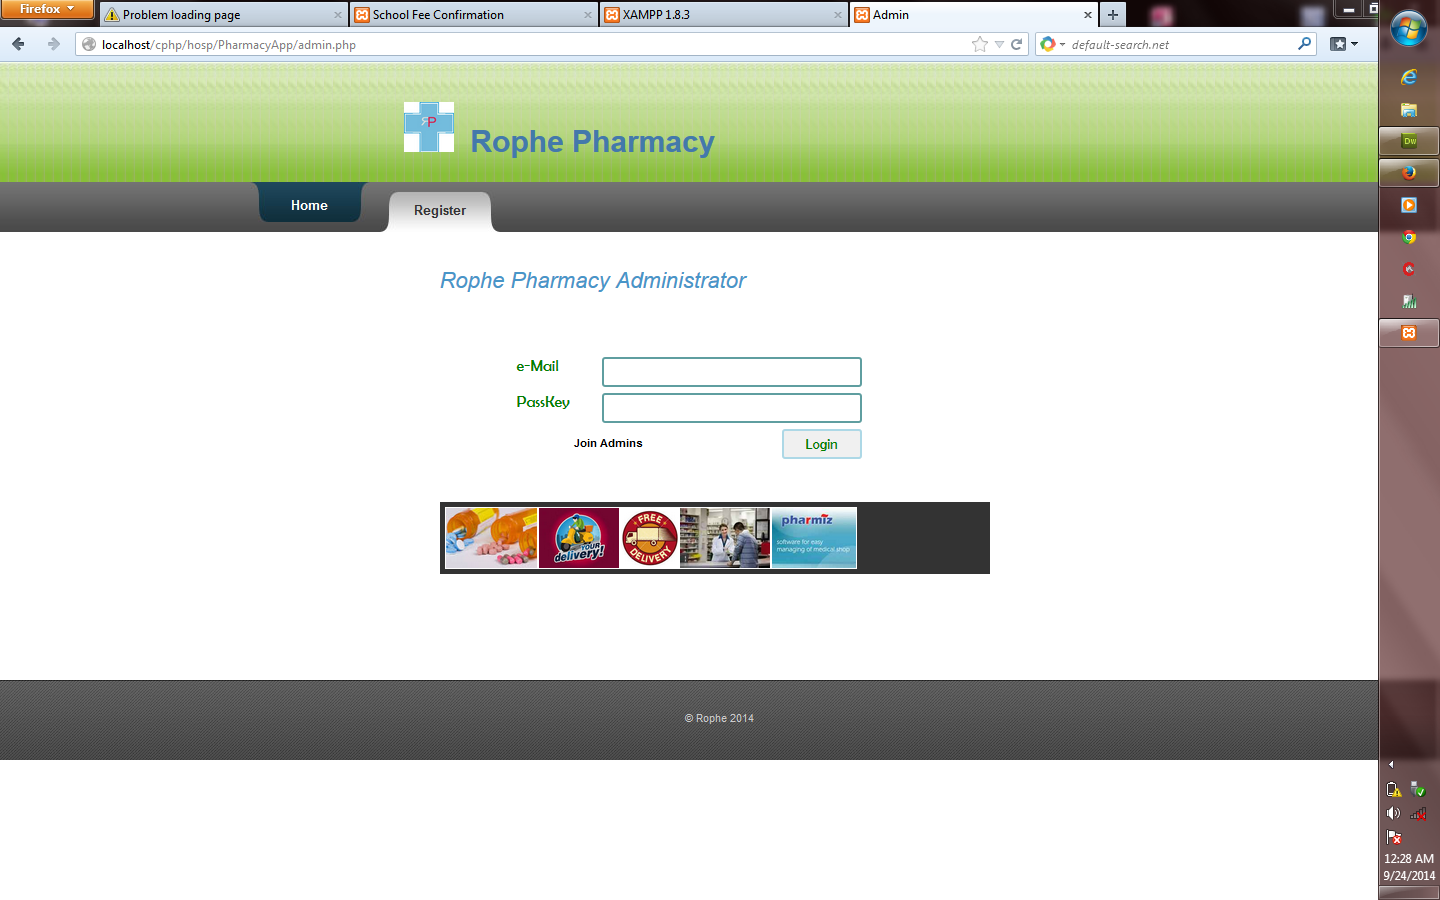 Firefox
Problem loading page
School Fee Confirmation
XAMPP 1.8.3
Admin
localhost/cphp/hosp/PharmacyApp/admin.php
default-search.net
RP
Rophe Pharmacy
Home
Register
Rophe Pharmacy Administrator
e-Mail
PassKey
Join Admins
Login
YOUR
delivery!
FREE
DELIVERY
pharmiz
software for easy
managing of medical shop
© Rophe 2014
Dw
12:28 AM
9/24/2014